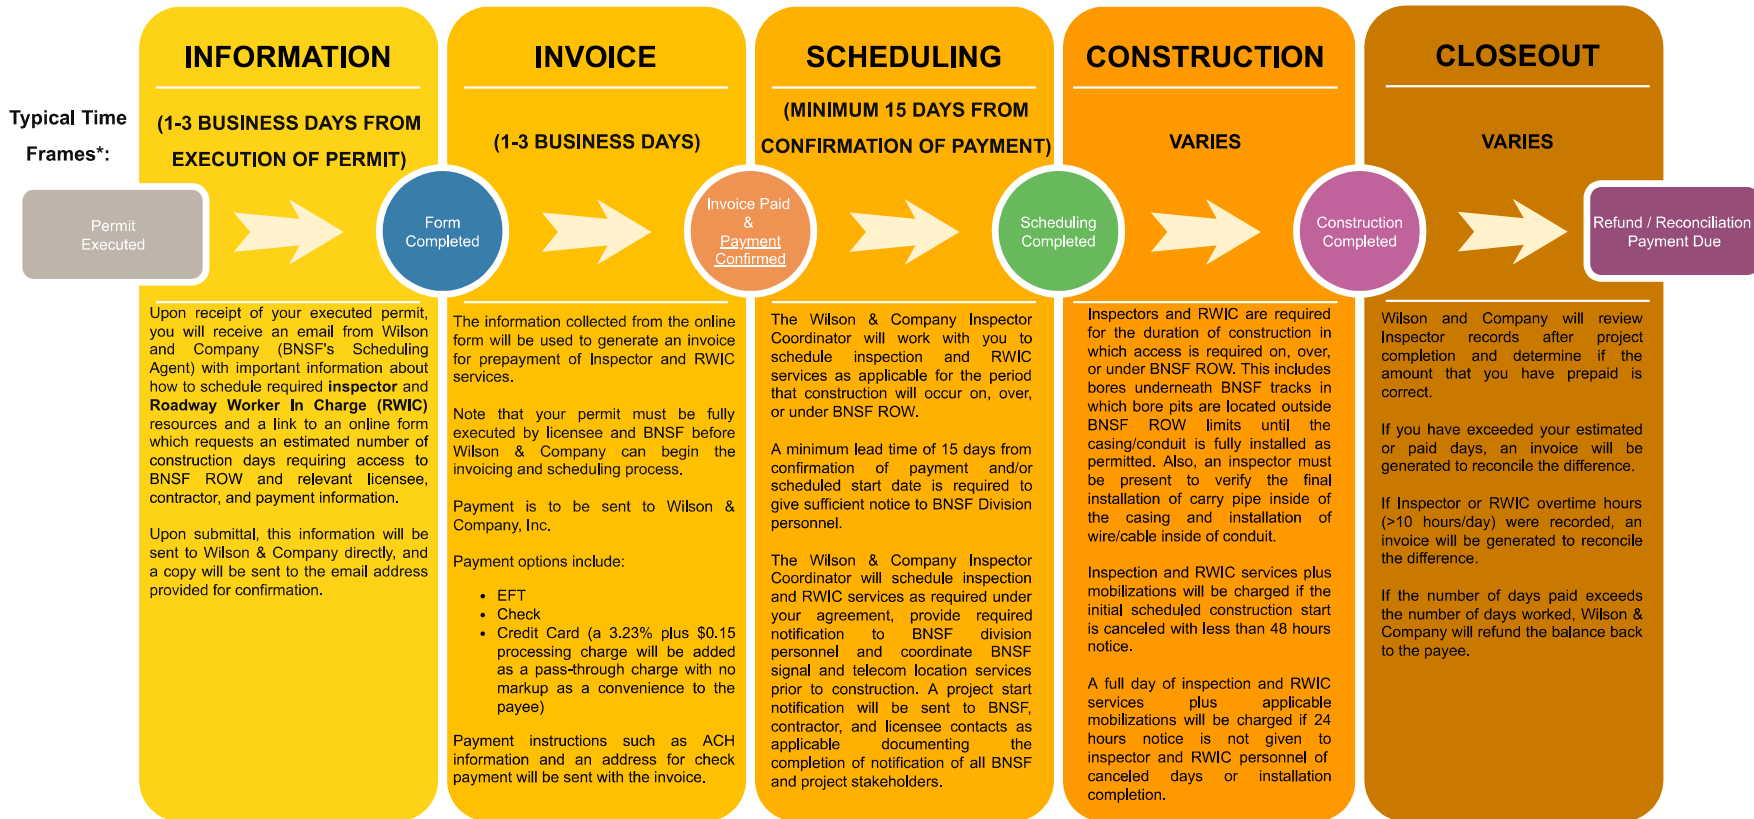 Typical Time
Frames*:
Permit
Executed
INFORMATION
(1-3 BUSINESS DAYS FROM
EXECUTION OF PERMIT)
Form
Completed
Upon receipt of your executed permit,
you will receive an email from Wilson
and Company (BNSF's Scheduling
Agent) with important information about
how to schedule required inspector and
Roadway Worker In Charge (RWIC)
resources and a link to an online form
which requests an estimated number of
construction days requiring access to
BNSF ROW and relevant licensee,
contractor, and payment information.
Upon submittal, this information will be
sent to Wilson & Company directly, and
a copy will be sent to the email address
provided for confirmation.
INVOICE
(1-3 BUSINESS DAYS)
Invoice Paid
&
Payment
Confirmed
The information collected from the online
form will be used to generate an invoice
for prepayment of Inspector and RWIC
services.
Note that your permit must be fully
executed by licensee and BNSF before
Wilson & Company can begin the
invoicing and scheduling process.
Payment is to be sent to Wilson &
Company, Inc.
Payment options include:
• EFT
• Check
• Credit Card (a 3.23% plus $0.15
processing charge will be added
as a pass-through charge with no
markup as a convenience to the
payee)
Payment instructions such as ACH
information and an address for check
payment will be sent with the invoice.
SCHEDULING
(MINIMUM 15 DAYS FROM
CONFIRMATION OF PAYMENT)
Scheduling
Completed
The Wilson & Company Inspector
Coordinator will work with you to
schedule inspection and RWIC
services as applicable for the period
that construction will occur on, over,
or under BNSF ROW.
A minimum lead time of 15 days from
confirmation of payment and/or
scheduled start date is required to
give sufficient notice to BNSF Division
personnel.
The Wilson & Company Inspector
Coordinator will schedule inspection
and RWIC services as required under
your agreement, provide required
notification to BNSF division
personnel and coordinate BNSF
signal and telecom location services
prior to construction. A project start
notification will be sent to BNSF,
contractor, and licensee contacts as
applicable documenting the
completion of notification of all BNSF
and project stakeholders.
CONSTRUCTION
VARIES
Construction
Completed
Inspectors and RWIC are required
for the duration of construction in
which access is required on, over,
or under BNSF ROW. This includes
bores underneath BNSF tracks in
which bore pits are located outside
BNSF ROW limits until the
casing/conduit is fully installed as
permitted. Also, an inspector must
be present to verify the final
installation of carry pipe inside of
the casing and installation of
wire/cable inside of conduit.
Inspection and RWIC services plus
mobilizations will be charged if the
initial scheduled construction start
is canceled with less than 48 hours
notice.
A full day of inspection and RWIC
services plus applicable
mobilizations will be charged if 24
hours notice is not given to
inspector and RWIC personnel of
canceled days or installation
completion.
CLOSEOUT
VARIES
Refund / Reconciliation
Payment Due
Wilson and Company will review
Inspector records after project
completion and determine if the
amount that you have prepaid is
correct.
If you have exceeded your estimated
or paid days, an invoice will be
generated to reconcile the difference.
If Inspector or RWIC overtime hours
(>10 hours/day) were recorded, an
invoice will be generated to reconcile
the difference.
If the number of days paid exceeds
the number of days worked, Wilson &
Company will refund the balance back
to the payee.